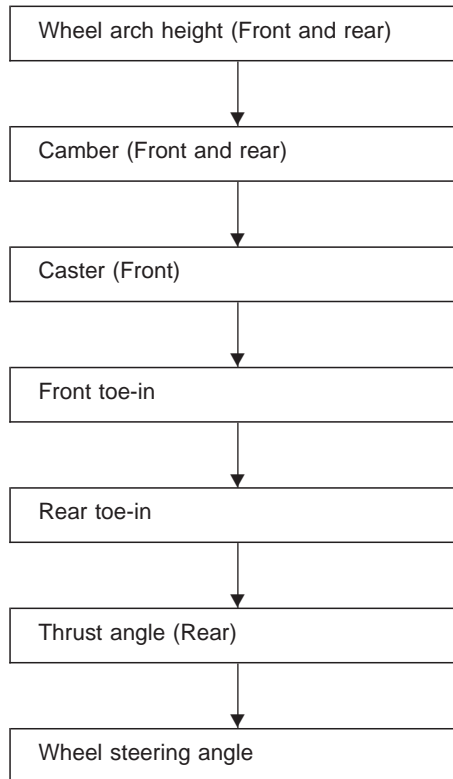 Wheel arch height (Front and rear)
Camber (Front and rear)
Caster (Front)
Front toe-in
Rear toe-in
Thrust angle (Rear)
Wheel steering angle